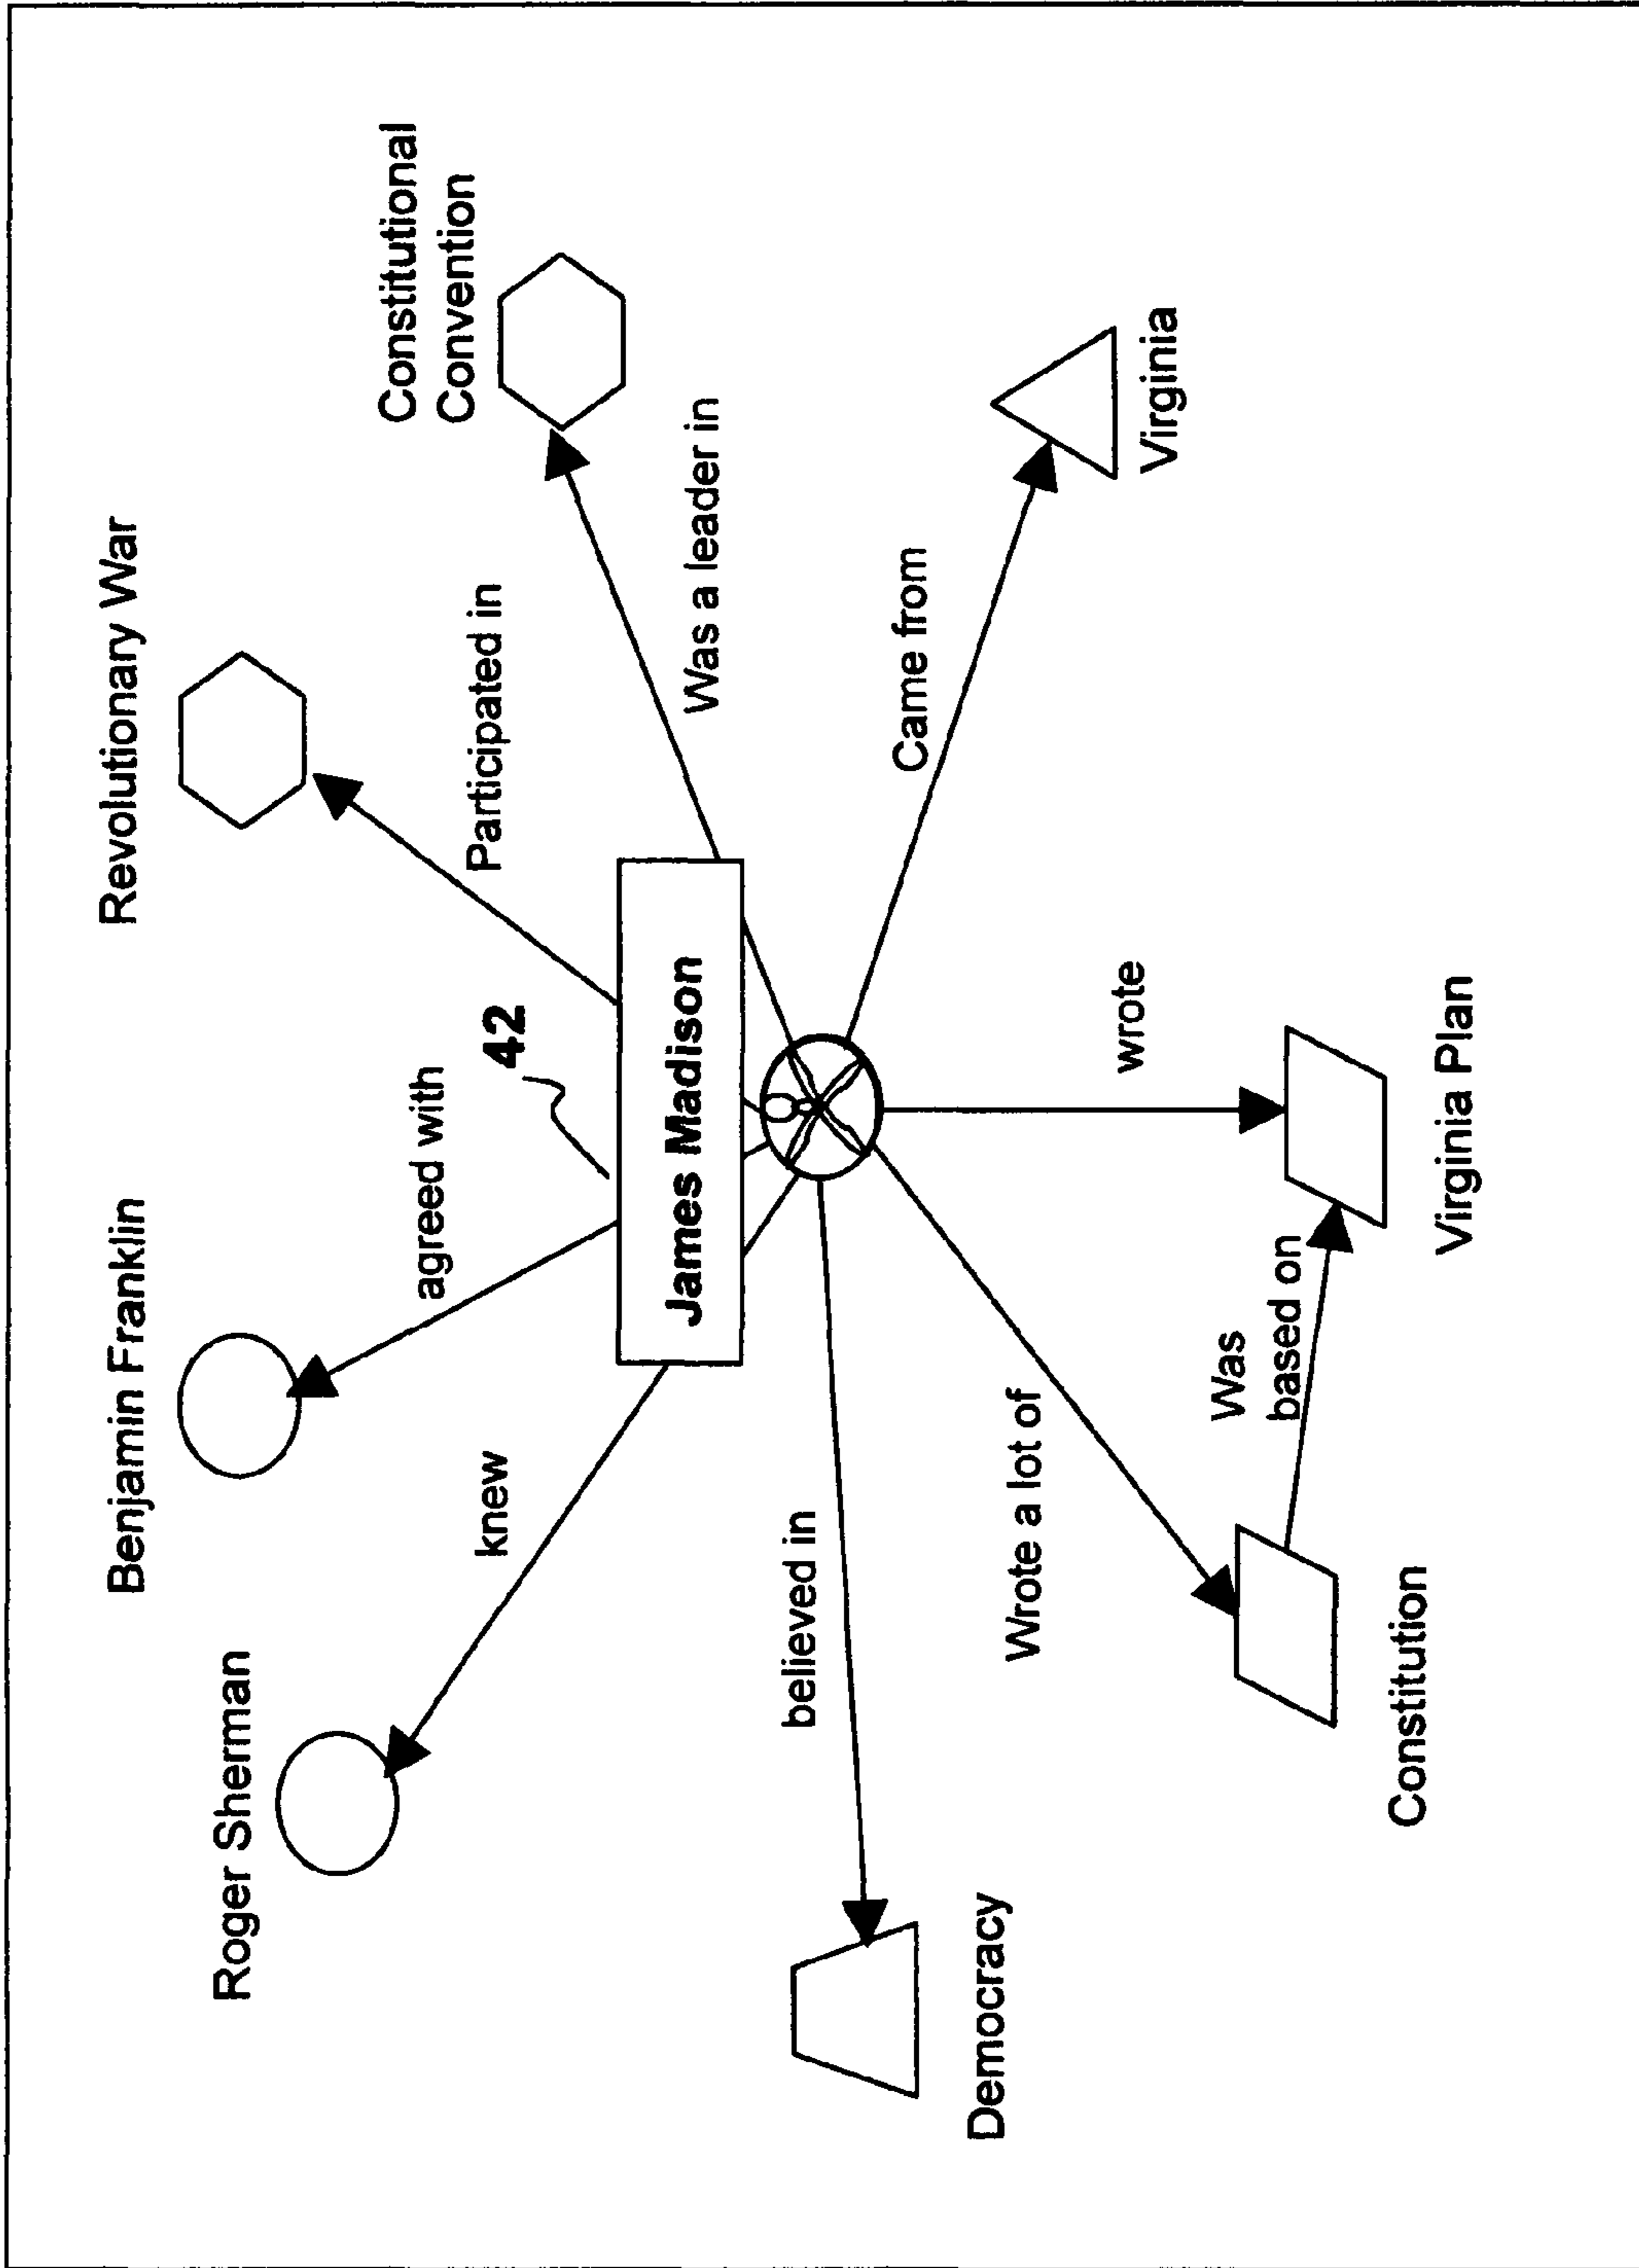 Revolutionary War
Benjamin Franklin
Roger Sherman
Constitutional
Convention
42
agreed with
Participated in
knew
James Madison
Was a leader in
believed in
Came from
Democracy
Wrote a lot of
wrote
Virginia
Was
based on
Constitution
Virginia Plan